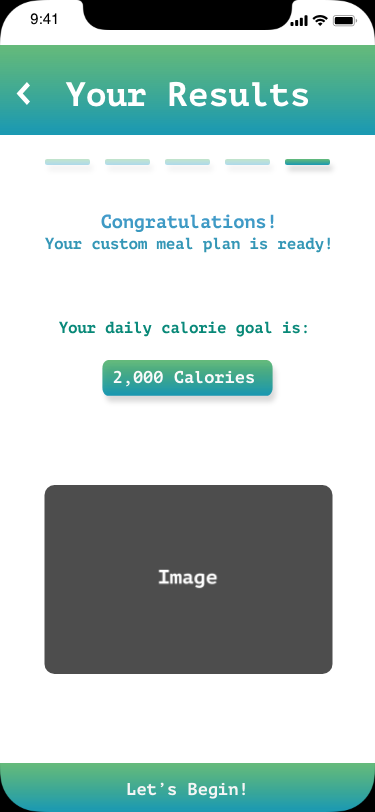 9:41
Your Results
Congratulations!
Your custom meal plan is ready!
Your daily calorie goal is:
2,000 Calories
Image
Let’s Begin!